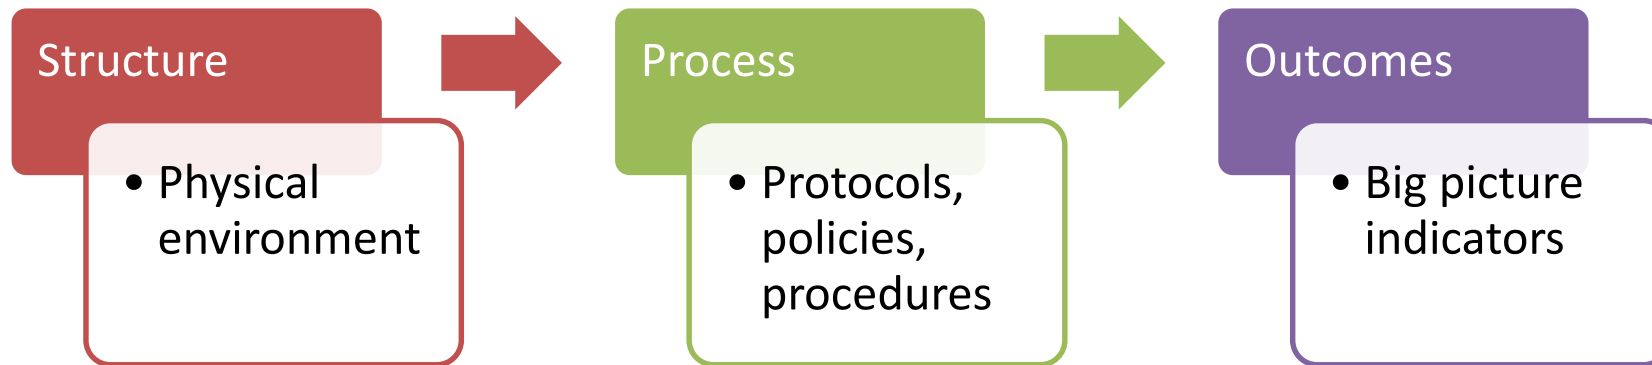 Structure
• Physical
environment
Process
• Protocols,
policies,
procedures
Outcomes
• Big picture
indicators